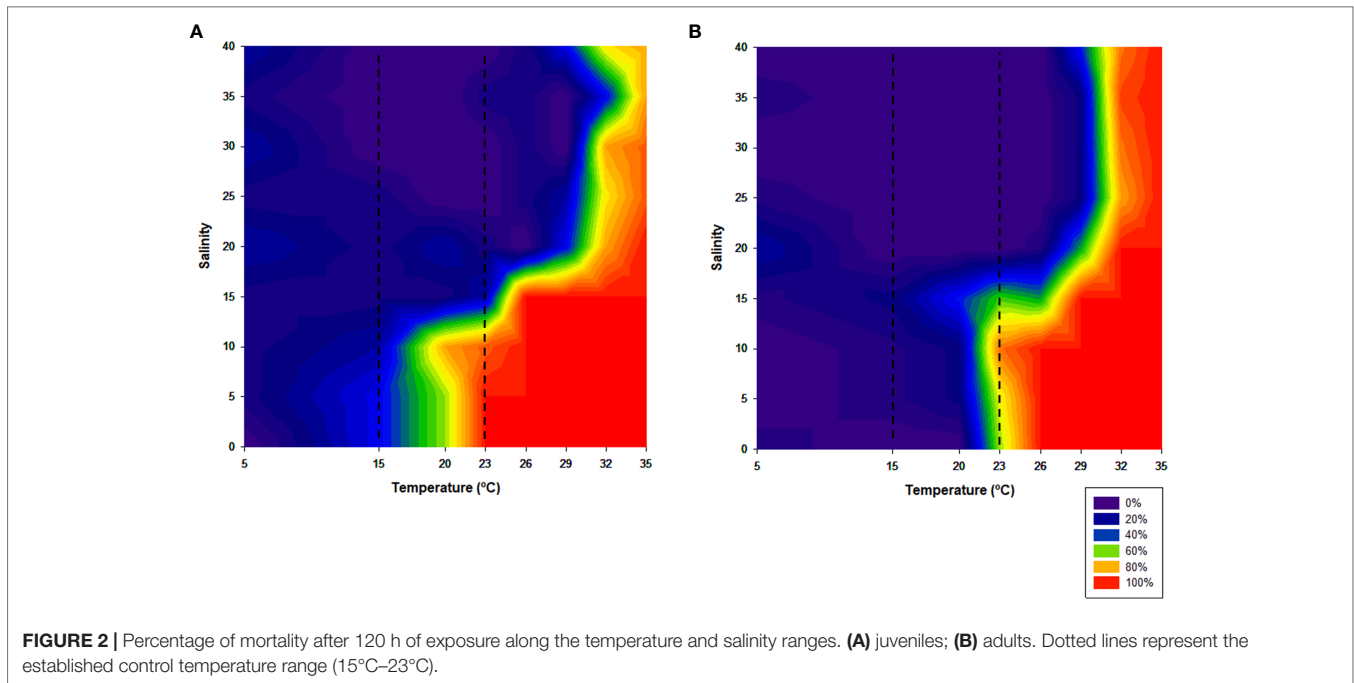 A
40
35
30
25
20
15
10
5
0
Salinity
5 15 20 23 26 29 32 35
Temperature (ºC)
B
40
35
30
25
20
15
10
5
0
Salinity
5 15 20 23 26 29 32 35
Temperature (ºC)
0%
20%
40%
60%
80%
100%
FIGURE 2 | Percentage of mortality after 120 h of exposure along the temperature and salinity ranges. (A) juveniles; (B) adults. Dotted lines represent the
established control temperature range (15°C–23°C).